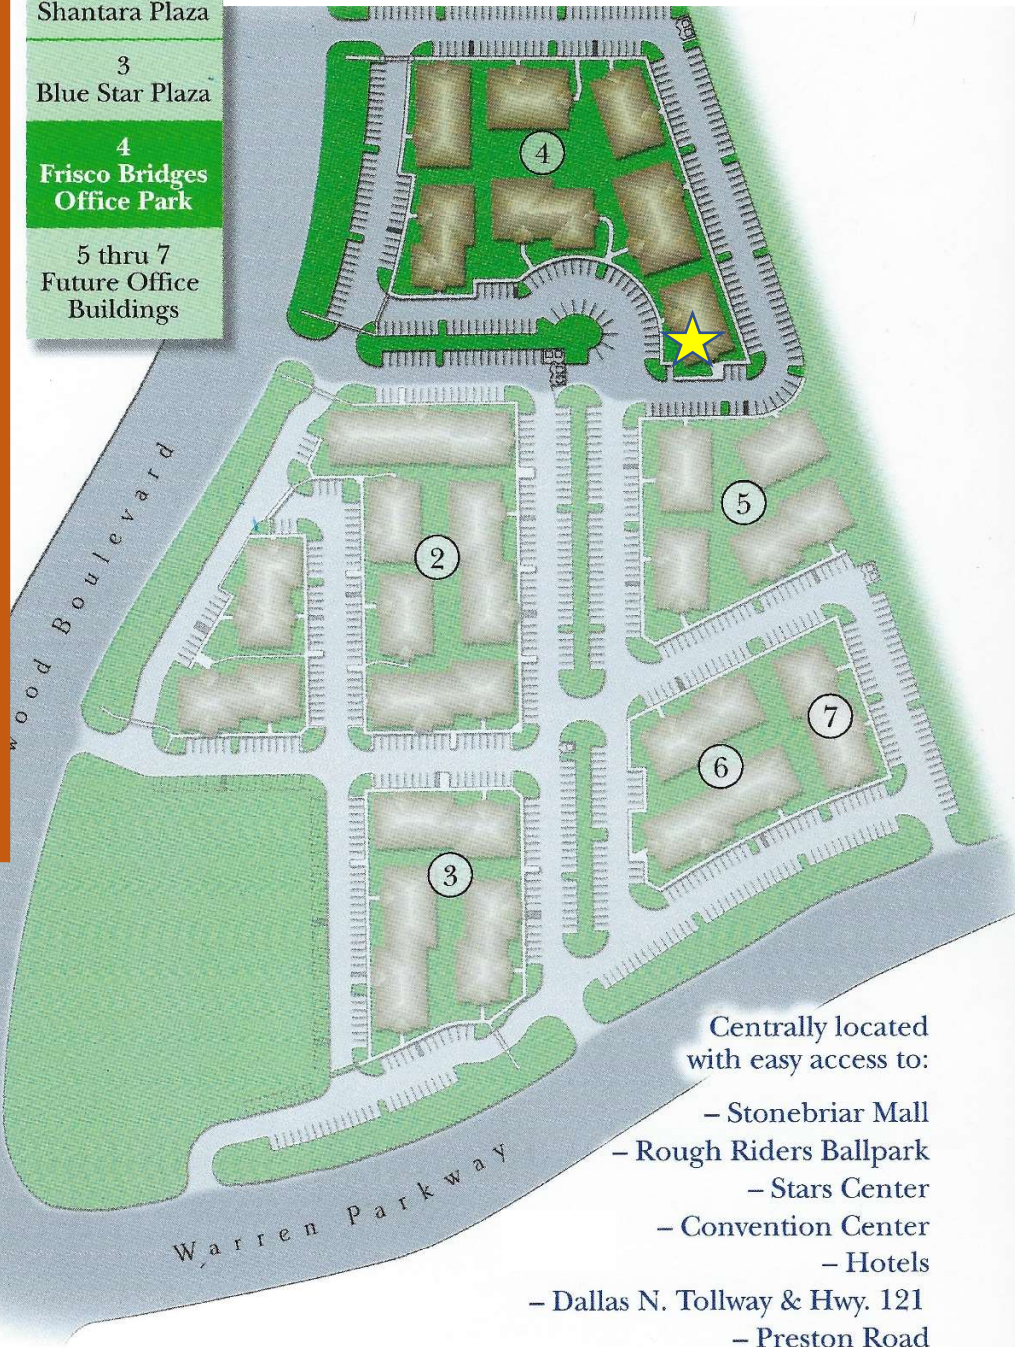 Shantara Plaza
3
Blue Star Plaza
4
Frisco Bridges
Office Park
5 thru 7
Future Office
Buildings
4
5
2
7
6
3
wood Boulevard
Warren Parkway
Centrally located
with easy access to:
– Stonebriar Mall
– Rough Riders Ballpark
– Stars Center
– Convention Center
– Hotels
– Dallas N. Tollway & Hwy. 121
– Preston Road